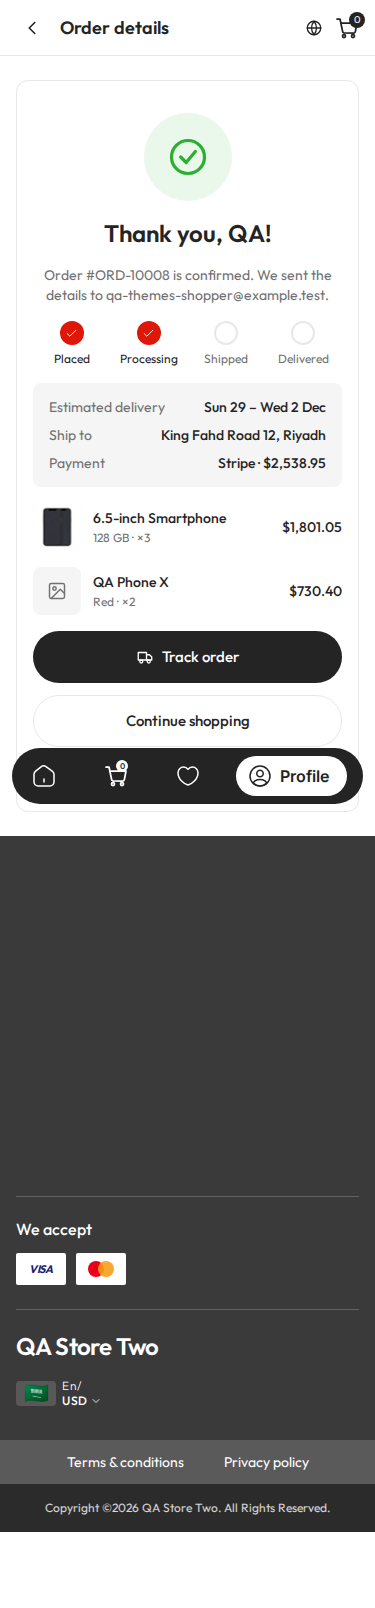 Order details
0
Thank you, QA!
Order #ORD-10008 is confirmed. We sent the
details to qa-themes-shopper@example.test.
Placed
Processing
Shipped
Delivered
Estimated delivery
Sun 29 – Wed 2 Dec
Ship to
King Fahd Road 12, Riyadh
Payment
Stripe · $2,538.95
6.5-inch Smartphone
128 GB · ×3
$1,801.05
QA Phone X
Red · ×2
$730.40
Track order
Continue shopping
0
Profile
We accept
VISA
QA Store Two
En/
USD
Terms & conditions
Privacy policy
Copyright ©2026 QA Store Two. All Rights Reserved.